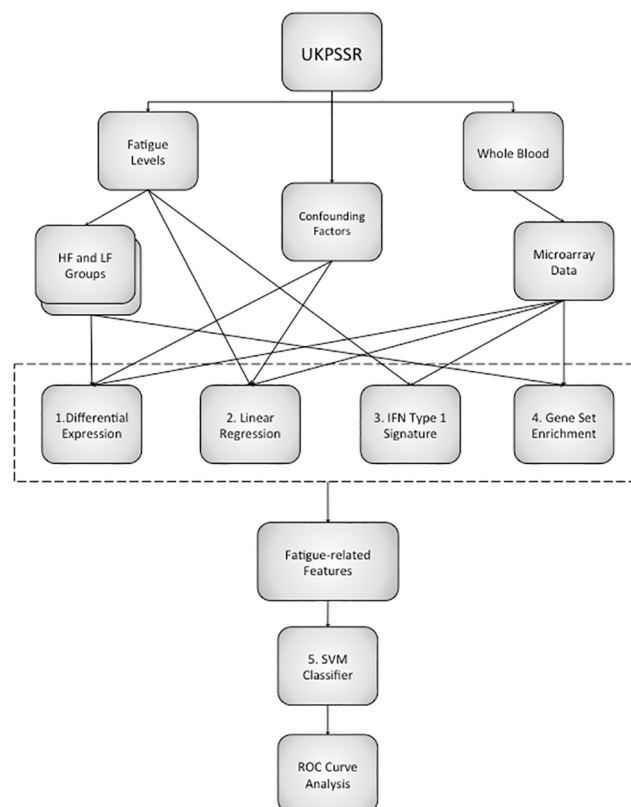 UKPSSR
Fatigue
Levels
Whole Blood
Confounding
Factors
HF and LF
Groups
Microarray
Data
1.Differential
Expression
2. Linear
Regression
3. IFN Type 1
Signature
4. Gene Set
Enrichment
Fatigue-related
Features
5. SVM
Classifier
ROC Curve
Analysis